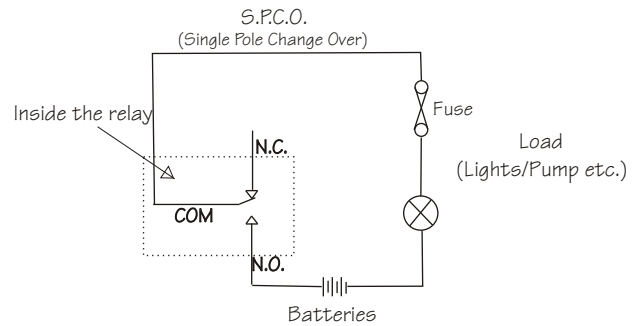 S.P.C.O.
(Single Pole Change Over)
Inside the relay
Fuse
N.C.
Load
(Lights/Pump etc.)
COM
N.O.
Batteries